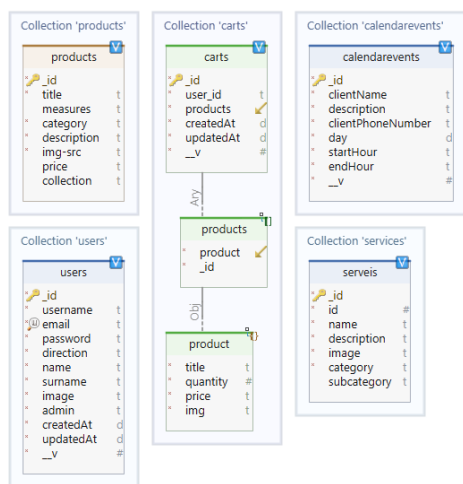 Collection 'products'
products
_id
title t
measures t
category t
description t
img-src t
price t
collection t
Collection 'carts'
carts
_id
user_id t
products
createdAt d
updatedAt d
__v #
Ary
products
product
_id
Obj
product
title t
quantity #
price t
img t
Collection 'calendarevents'
calendarevents
_id
clientName t
description t
clientPhoneNumber t
day d
startHour t
endHour t
__v #
Collection 'users'
users
_id
username t
email t
password t
direction t
name t
surname t
image t
admin t
createdAt d
updatedAt d
__v #
Collection 'services'
serveis
_id
id #
name t
description t
image t
category t
subcategory t